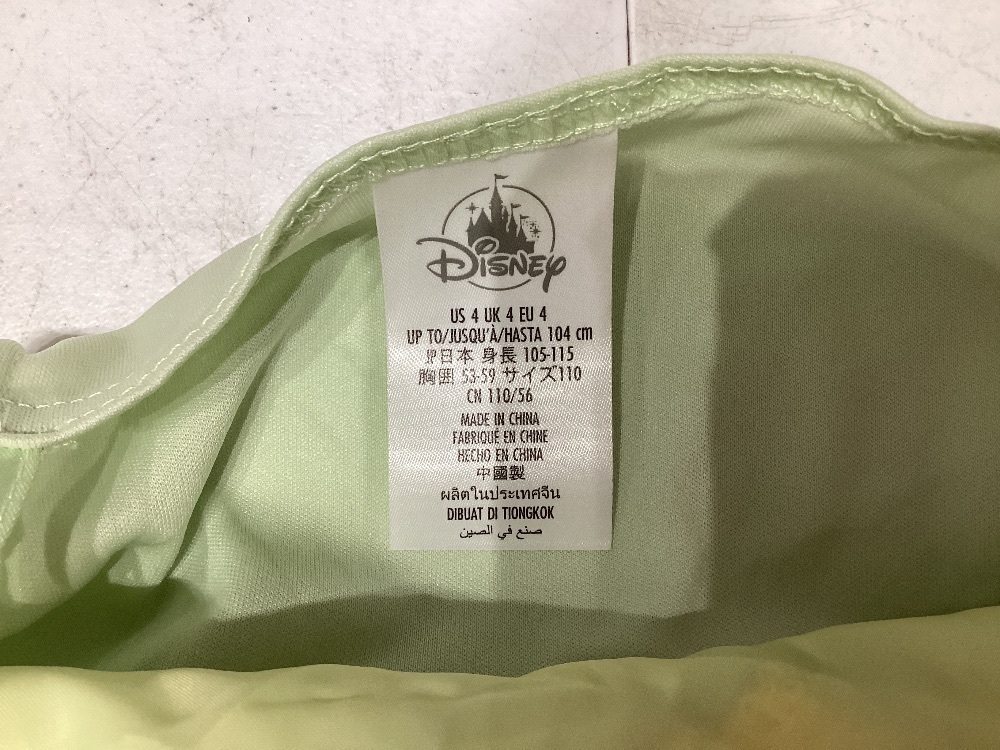 Disney
US 4 UK 4 EU 4
UP TO/JUSQU'À/HASTA 104 cm
JP日本 身長 105-115
胸囲 53-59 サイズ110
CN 110/56
MADE IN CHINA
FABRIQUÉ EN CHINE
HECHO EN CHINA
中國製
ผลิตในประเทศจีน
DIBUAT DI TIONGKOK
صنع في الصين